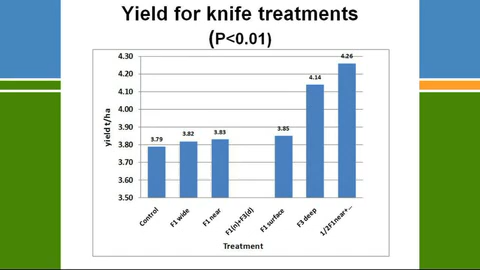 Yield for knife treatments
(P<0.01)
4.30
4.20
4.10
4.00
3.90
3.80
3.70
3.60
3.50
yield t/ha
3.79
3.82
3.83
3.85
4.14
4.26
Control
F1 wide
F1 near
F1(n)+F3(d)
F1 surface
F3 deep
1/2F1near+...
Treatment